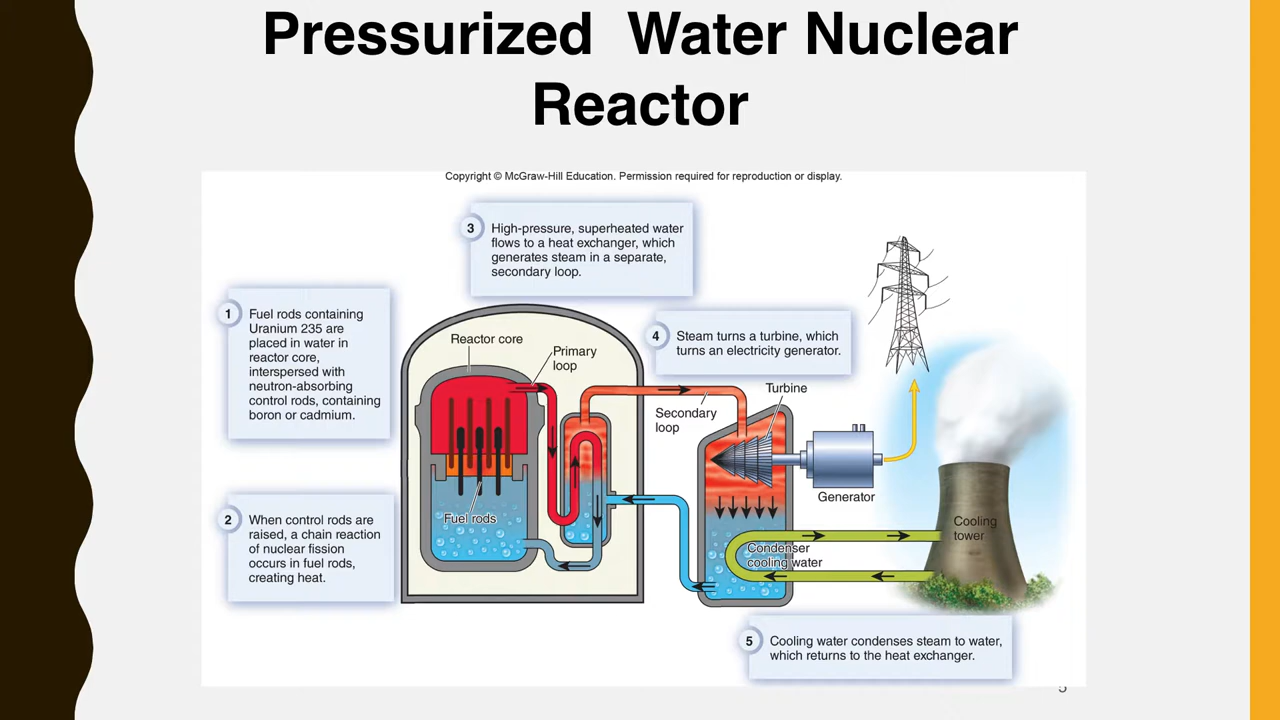 Pressurized  Water Nuclear
Reactor
Copyright © McGraw-Hill Education. Permission required for reproduction or display.
3
High-pressure, superheated water
flows to a heat exchanger, which
generates steam in a separate,
secondary loop.
1
Fuel rods containing
Uranium 235 are
placed in water in
reactor core,
interspersed with
neutron-absorbing
control rods, containing
boron or cadmium.
Reactor core
Primary
loop
4
Steam turns a turbine, which
turns an electricity generator.
Turbine
Secondary
loop
Generator
2
When control rods are
raised, a chain reaction
of nuclear fission
occurs in fuel rods,
creating heat.
Fuel rods
Condenser
cooling water
Cooling
tower
5
Cooling water condenses steam to water,
which returns to the heat exchanger.
5